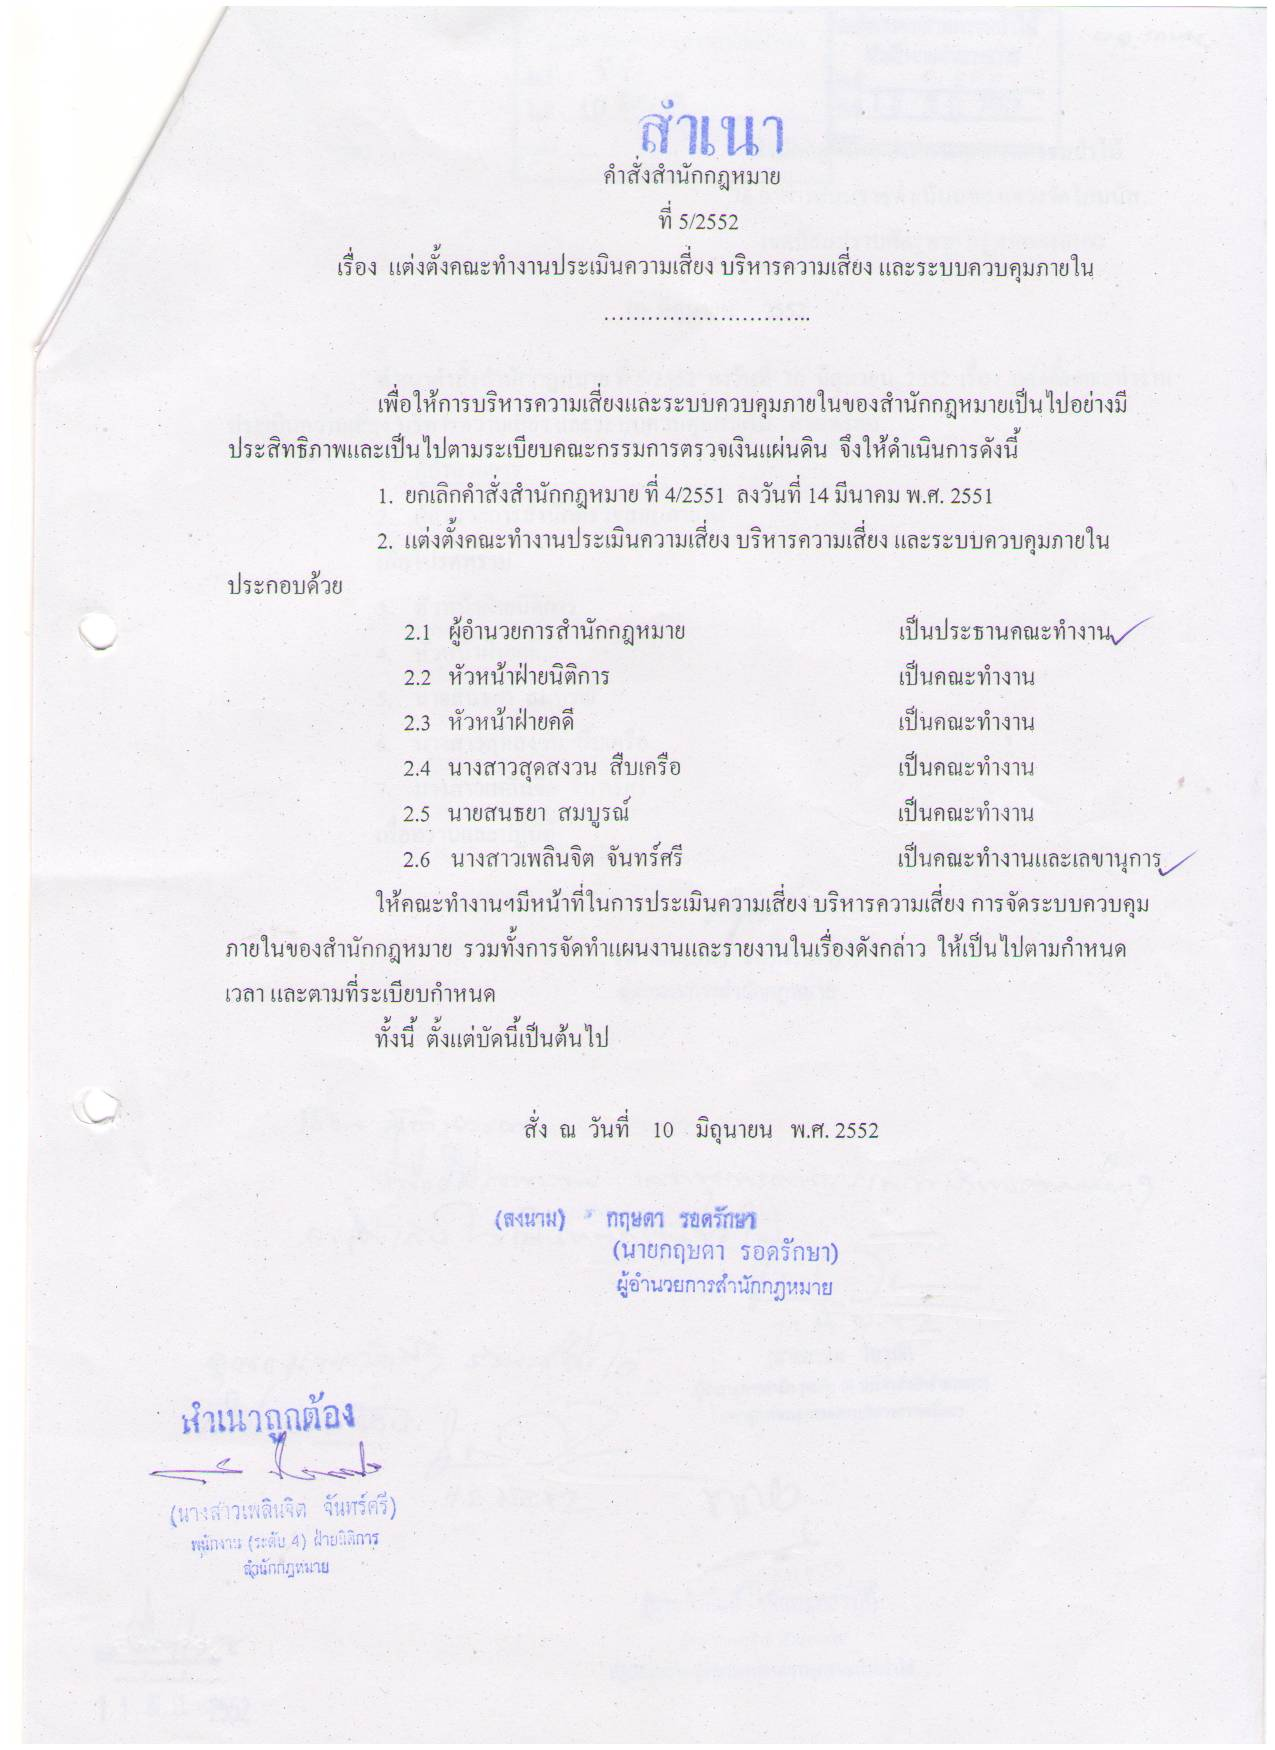 สำเนา
คำสั่งสำนักกฎหมาย
ที่ 5/2552
เรื่อง แต่งตั้งคณะทำงานประเมินความเสี่ยง บริหารความเสี่ยง และระบบควบคุมภายใน
………………………..
เพื่อให้การบริหารความเสี่ยงและระบบควบคุมภายในของสำนักกฎหมายเป็นไปอย่างมี
ประสิทธิภาพและเป็นไปตามระเบียบคณะกรรมการตรวจเงินแผ่นดิน จึงให้ดำเนินการดังนี้
1. ยกเลิกคำสั่งสำนักกฎหมาย ที่ 4/2551 ลงวันที่ 14 มีนาคม พ.ศ. 2551
2. แต่งตั้งคณะทำงานประเมินความเสี่ยง บริหารความเสี่ยง และระบบควบคุมภายใน
ประกอบด้วย
2.1 ผู้อำนวยการสำนักกฎหมาย เป็นประธานคณะทำงาน
2.2 หัวหน้าฝ่ายนิติการ เป็นคณะทำงาน
2.3 หัวหน้าฝ่ายคดี เป็นคณะทำงาน
2.4 นางสาวสุดสงวน สืบเครือ เป็นคณะทำงาน
2.5 นายสนธยา สมบูรณ์ เป็นคณะทำงาน
2.6 นางสาวเพลินจิต จันทร์ศรี เป็นคณะทำงานและเลขานุการ
ให้คณะทำงานฯมีหน้าที่ในการประเมินความเสี่ยง บริหารความเสี่ยง การจัดระบบควบคุม
ภายในของสำนักกฎหมาย รวมทั้งการจัดทำแผนงานและรายงานในเรื่องดังกล่าว ให้เป็นไปตามกำหนด
เวลา และตามที่ระเบียบกำหนด
ทั้งนี้ ตั้งแต่บัดนี้เป็นต้นไป
สั่ง ณ วันที่ 10 มิถุนายน พ.ศ. 2552
(ลงนาม) กฤษดา รอดรักษา
(นายกฤษดา รอดรักษา)
ผู้อำนวยการสำนักกฎหมาย
สำเนาถูกต้อง
(นางสาวเพลินจิต จันทร์ศรี)
พนักงาน (ระดับ 4) ฝ่ายนิติการ
สำนักกฎหมาย